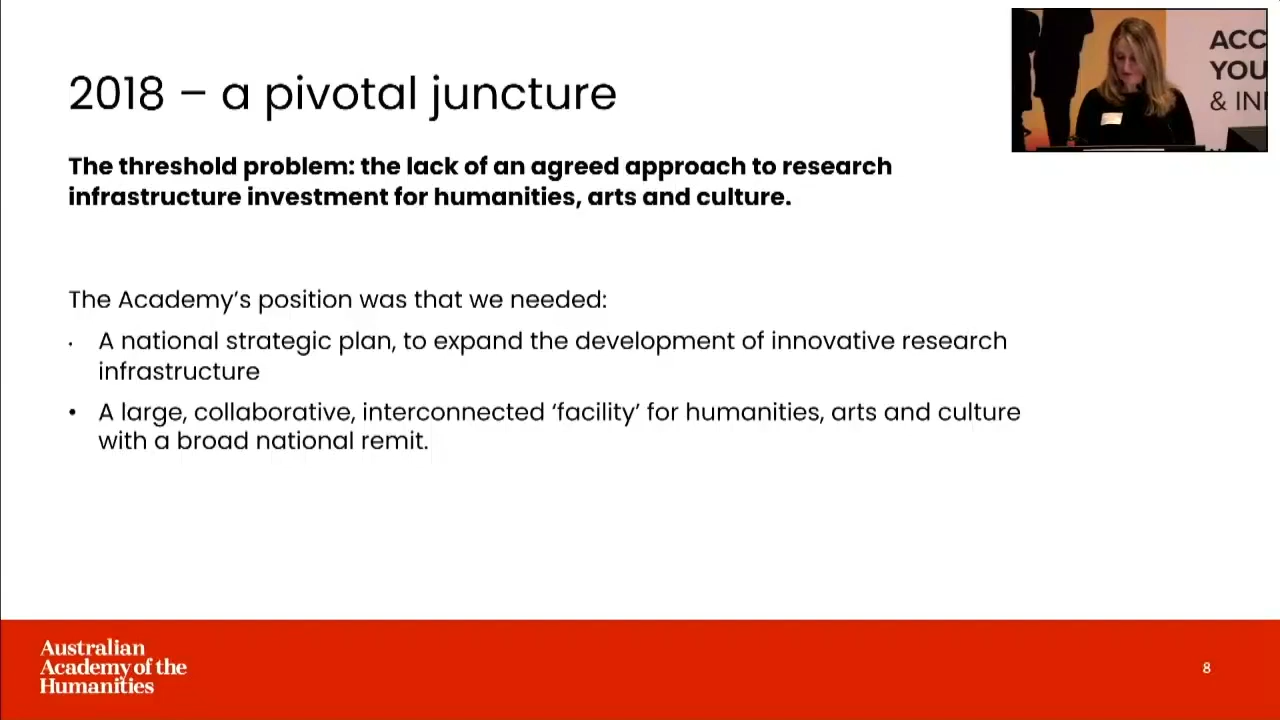 2018 – a pivotal juncture
The threshold problem: the lack of an agreed approach to research
infrastructure investment for humanities, arts and culture.
The Academy’s position was that we needed:
• A national strategic plan, to expand the development of innovative research
infrastructure
• A large, collaborative, interconnected ‘facility’ for humanities, arts and culture
with a broad national remit.
ACC
YOU
& IN
Australian
Academy of the
Humanities
8